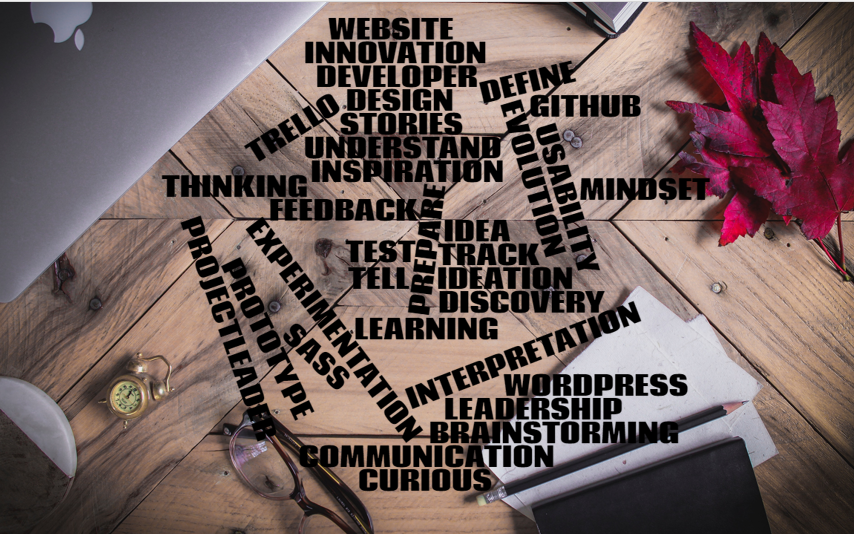 WEBSITE
INNOVATION
DEVELOPER
DEFINE
TRELLO
DESIGN
GITHUB
STORIES
UNDERSTAND
EVOLUTION
USABILITY
INSPIRATION
THINKING
MINDSET
FEEDBACK
PREPARE
IDEA
TEST
TRACK
TELL
IDEATION
DISCOVERY
EXPERIMENTATION
PROJECTLEADER
PROTOTYPE
SASS
LEARNING
INTERPRETATION
WORDPRESS
LEADERSHIP
BRAINSTORMING
COMMUNICATION
CURIOUS